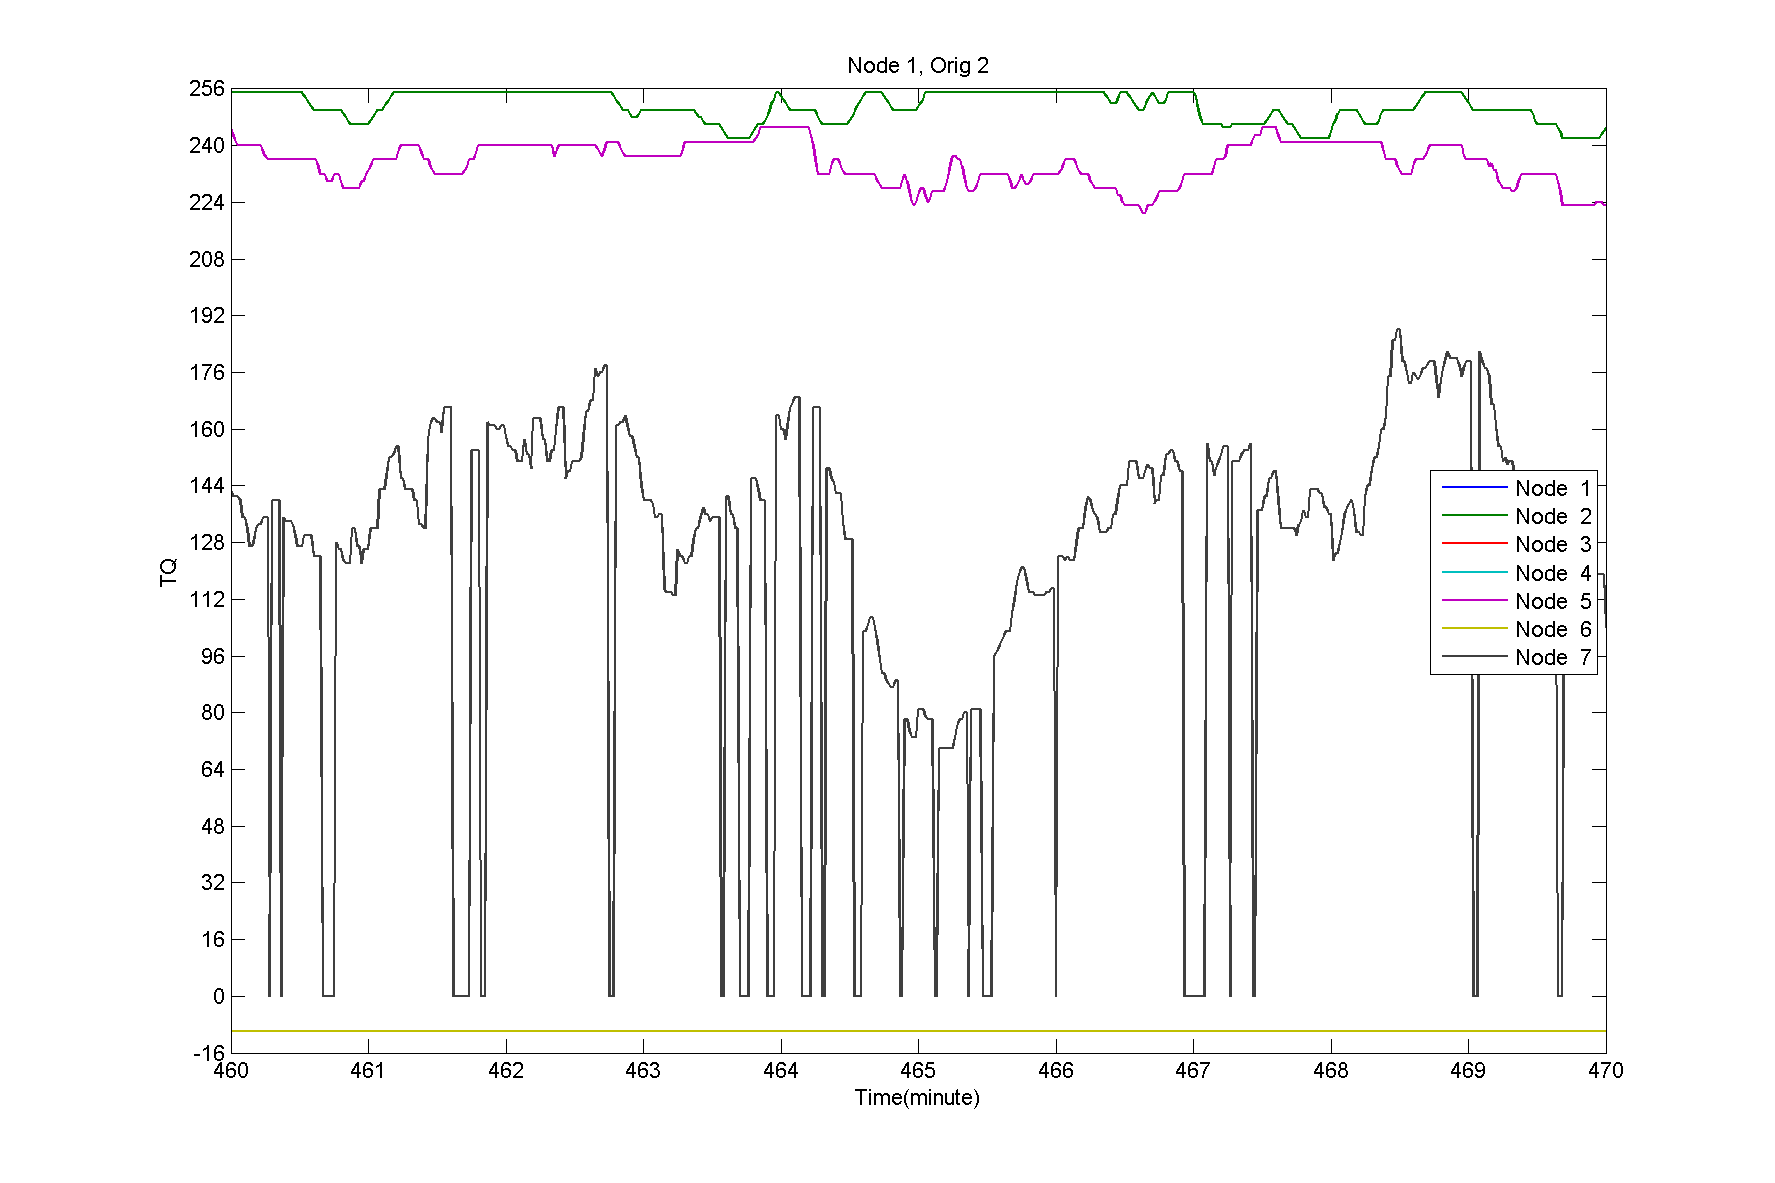 Node 1, Orig 2
256
240
224
208
192
176
160
144
128
112
96
80
64
48
32
16
0
-16
TQ
Node 1
Node 2
Node 3
Node 4
Node 5
Node 6
Node 7
460 461 462 463 464 465 466 467 468 469 470
Time(minute)